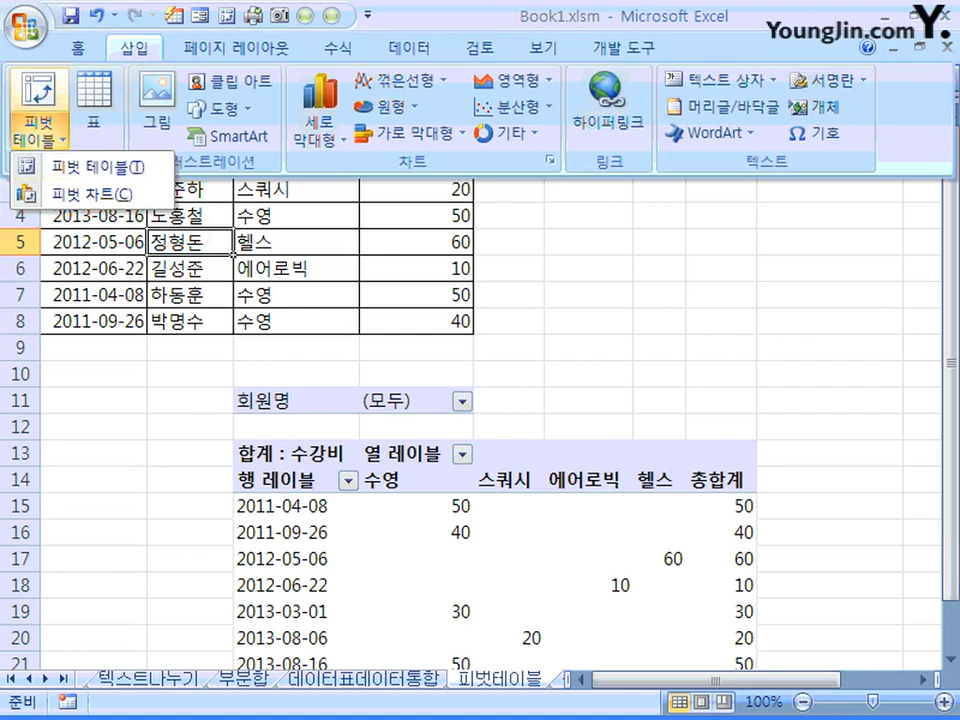 Book1.xlsm - Microsoft Excel
YoungJin.com Y.
홈 삽입 페이지 레이아웃 수식 데이터 검토 보기 개발 도구
피벗 테이블 표 그림 클립 아트 도형 SmartArt
세로 막대형 꺾은선형 원형 가로 막대형 영역형 분산형 기타
하이퍼링크 텍스트 상자 머리글/바닥글 WordArt 서명란 개체 기호
차트 링크 텍스트
피벗 테이블(T)
피벗 차트(C)
준하 스쿼시 20
4 2013-08-16 노홍철 수영 50
5 2012-05-06 정형돈 헬스 60
6 2012-06-22 길성준 에어로빅 10
7 2011-04-08 하동훈 수영 50
8 2011-09-26 박명수 수영 40
9
10
11 회원명 (모두)
12
13 합계 : 수강비 열 레이블
14 행 레이블 수영 스쿼시 에어로빅 헬스 총합계
15 2011-04-08 50 50
16 2011-09-26 40 40
17 2012-05-06 60 60
18 2012-06-22 10 10
19 2013-03-01 30 30
20 2013-08-06 20 20
21 2013-08-16 50 50
텍스트나누기 부분합 데이터표데이터통합 피벗테이블
준비 100%